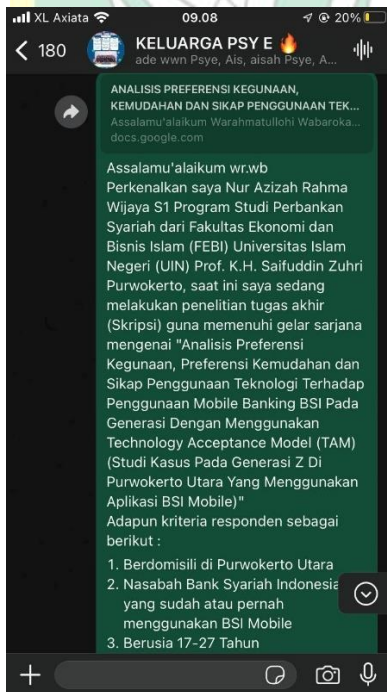 XL Axiata
09.08
20%
180
KELUARGA PSY E 🔥
ade wwn Psye, Ais, aisah Psye, A...
ANALISIS PREFERENSI KEGUNAAN,
KEMUDAHAN DAN SIKAP PENGGUNAAN TEK...
Assalamu'alaikum Warahmatullohi Wabaroka...
docs.google.com
Assalamu'alaikum wr.wb
Perkenalkan saya Nur Azizah Rahma
Wijaya S1 Program Studi Perbankan
Syariah dari Fakultas Ekonomi dan
Bisnis Islam (FEBI) Universitas Islam
Negeri (UIN) Prof. K.H. Saifuddin Zuhri
Purwokerto, saat ini saya sedang
melakukan penelitian tugas akhir
(Skripsi) guna memenuhi gelar sarjana
mengenai "Analisis Preferensi
Kegunaan, Preferensi Kemudahan dan
Sikap Penggunaan Teknologi Terhadap
Penggunaan Mobile Banking BSI Pada
Generasi Dengan Menggunakan
Technology Acceptance Model (TAM)
(Studi Kasus Pada Generasi Z Di
Purwokerto Utara Yang Menggunakan
Aplikasi BSI Mobile)"
Adapun kriteria responden sebagai
berikut :
1. Berdomisili di Purwokerto Utara
2. Nasabah Bank Syariah Indonesia
yang sudah atau pernah
menggunakan BSI Mobile
3. Berusia 17-27 Tahun